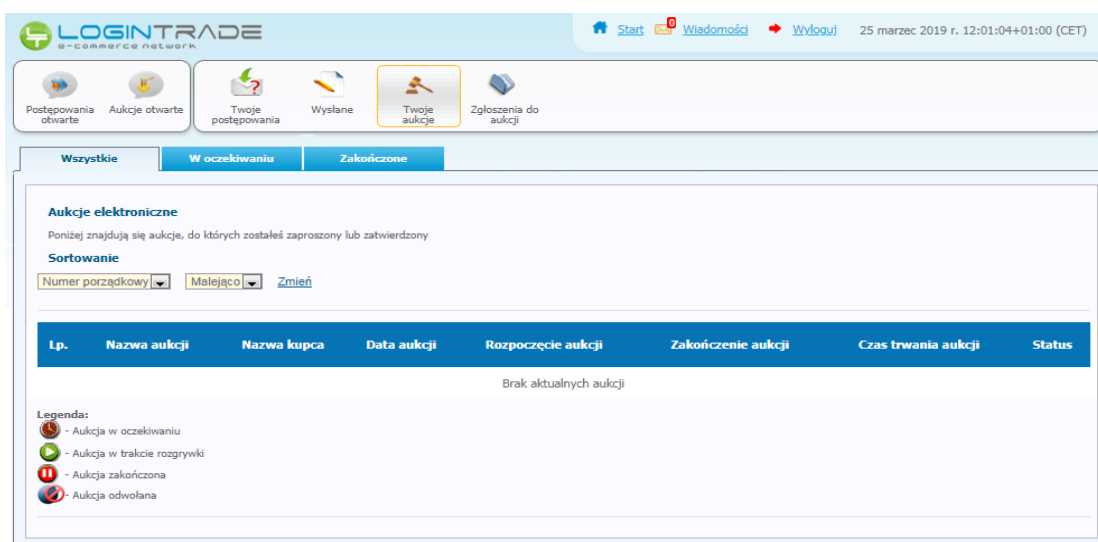 LOGINTRADE
e-commerce network
Start 0 Wiadomości Wyloguj 25 marzec 2019 r. 12:01:04+01:00 (CET)
Postępowania otwarte
Aukcje otwarte
Twoje postępowania
Wysłane
Twoje aukcje
Zgłoszenia do aukcji
Wszystkie W oczekiwaniu Zakończone
Aukcje elektroniczne
Poniżej znajdują się aukcje, do których zostałeś zaproszony lub zatwierdzony
Sortowanie
Numer porządkowy Malejąco Zmień
Lp. Nazwa aukcji Nazwa kupca Data aukcji Rozpoczęcie aukcji Zakończenie aukcji Czas trwania aukcji Status
Brak aktualnych aukcji
Legenda:
- Aukcja w oczekiwaniu
- Aukcja w trakcie rozgrywki
- Aukcja zakończona
- Aukcja odwołana